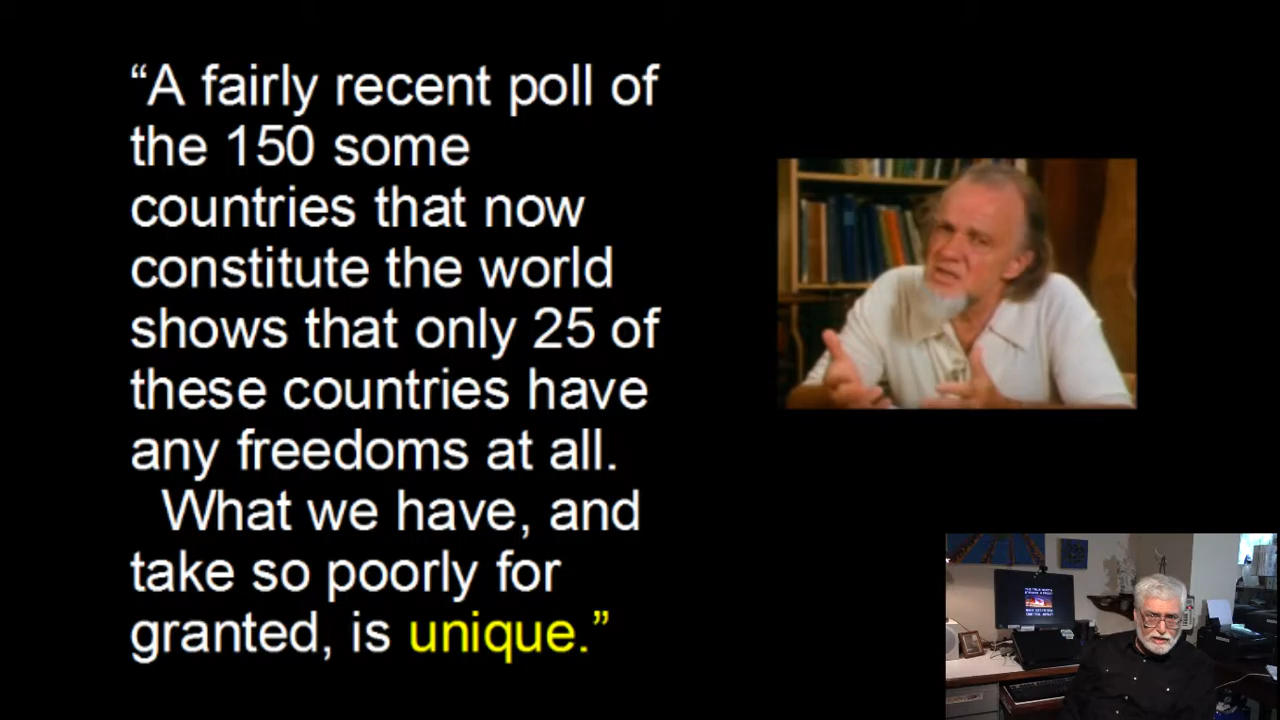 “A fairly recent poll of
the 150 some
countries that now
constitute the world
shows that only 25 of
these countries have
any freedoms at all.
What we have, and
take so poorly for
granted, is unique.”